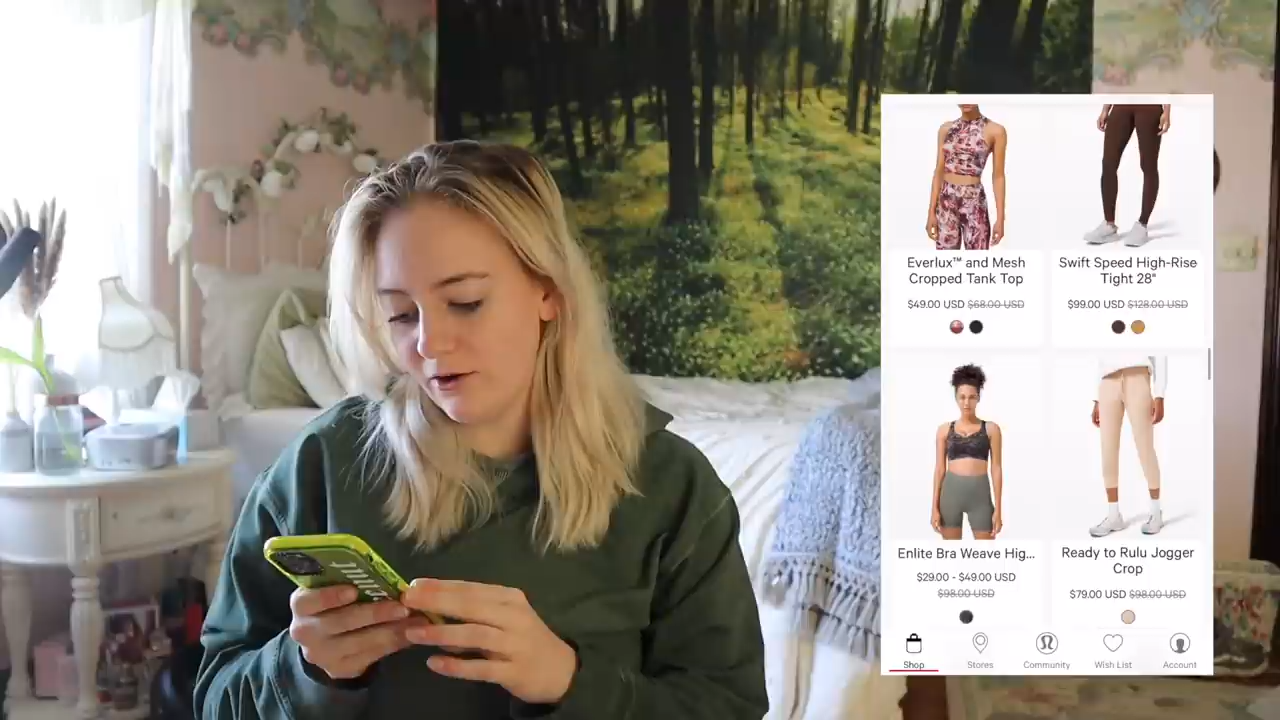 Everlux™ and Mesh
Cropped Tank Top
$49.00 USD $68.00 USD
Swift Speed High-Rise
Tight 28"
$99.00 USD $128.00 USD
Enlite Bra Weave Hig...
$29.00 - $49.00 USD
$98.00 USD
Ready to Rulu Jogger
Crop
$79.00 USD $98.00 USD
Shop
Stores
Community
Wish List
Account